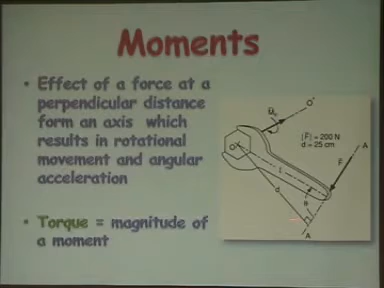 Moments
• Effect of a force at a
perpendicular distance
form an axis which
results in rotational
movement and angular
acceleration
• Torque = magnitude of
a moment
O'
|F| = 200 N
d = 25 cm
A
F
O
L
d
θ
A